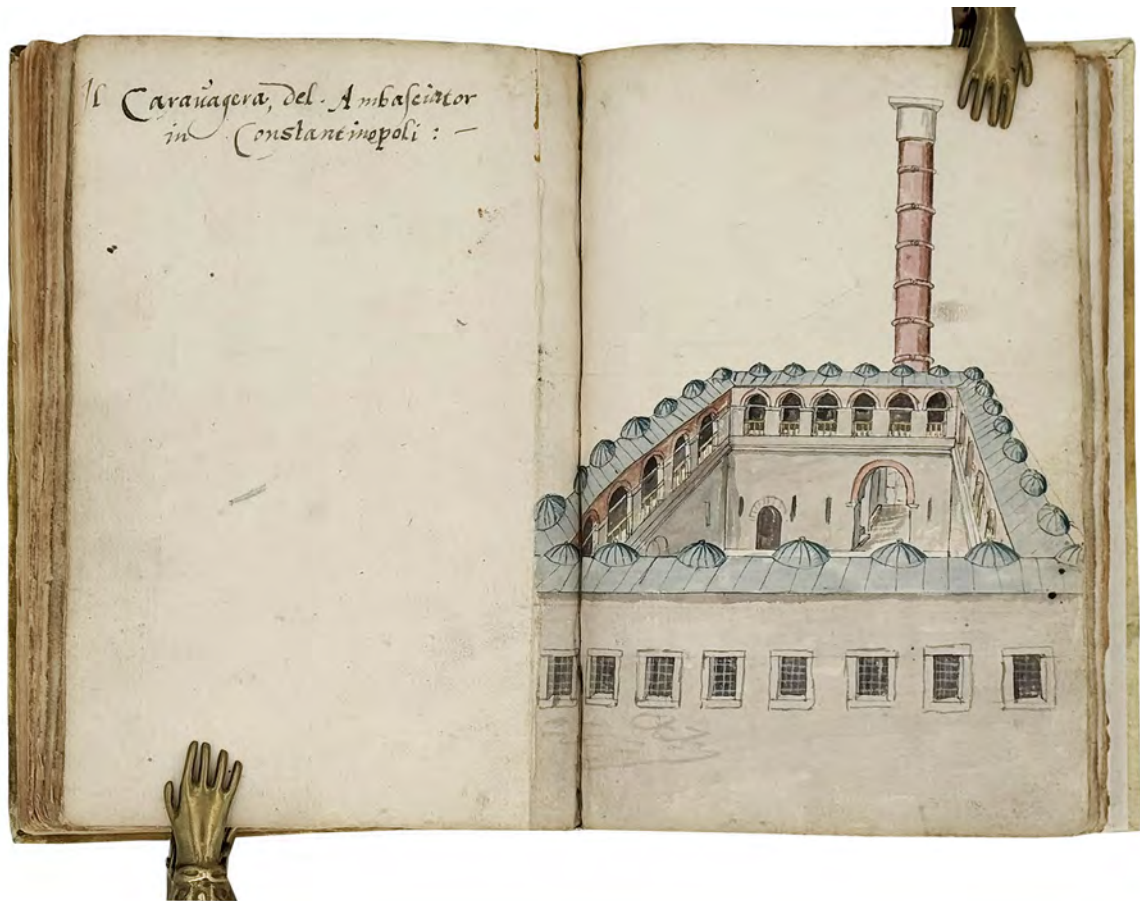 Il Carauagera, del. Ambasciator
in Constantinopoli : —